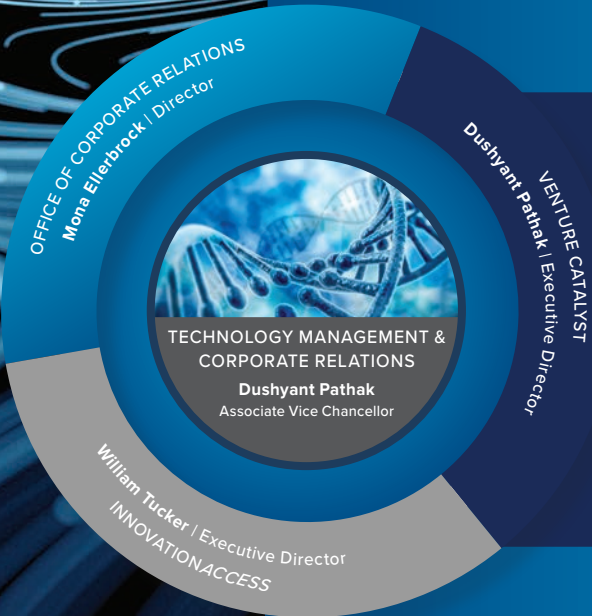 OFFICE OF CORPORATE RELATIONS
Mona Ellerbrock | Director
VENTURE CATALYST
Dushyant Pathak | Executive Director
TECHNOLOGY MANAGEMENT &
CORPORATE RELATIONS
Dushyant Pathak
Associate Vice Chancellor
William Tucker | Executive Director
INNOVATIONACCESS